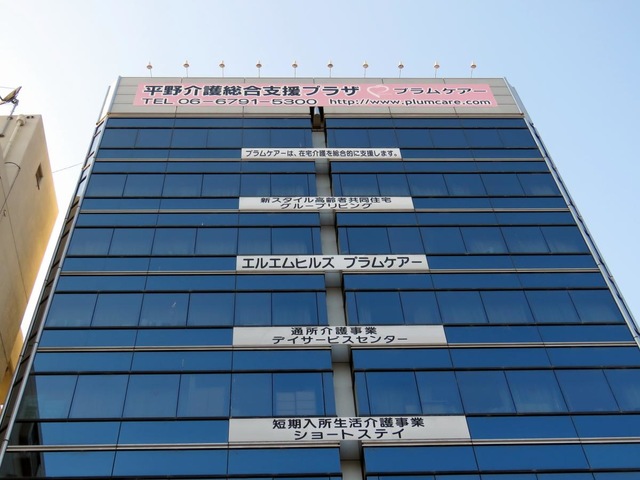 平野介護総合支援プラザ プラムケアー
TEL 06-6791-5300 http://www.plumcare.com
プラムケアーは、在宅介護を総合的に支援します。
新スタイル高齢者共同住宅
グループリビング
エルエムヒルズ プラムケアー
通所介護事業
デイサービスセンター
短期入所生活介護事業
ショートステイ